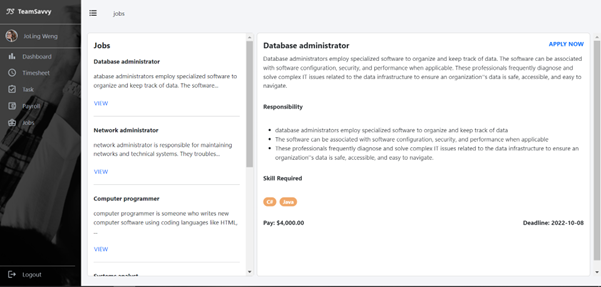 TeamSavvy
jobs
JoLing Weng
Dashboard
Timesheet
Task
Payroll
Jobs
Logout
Jobs
Database administrator
atabase administrators employ specialized software to
organize and keep track of data. The software...
VIEW
Network administrator
network administrator is responsible for maintaining
networks and technical systems. They troubles...
VIEW
Computer programmer
computer programmer is someone who writes new
computer software using coding languages like HTML,
...
VIEW
Systems analyst
Database administrator
APPLY NOW
Database administrators employ specialized software to organize and keep track of data. The software can be associated
with software configuration, security, and performance when applicable. These professionals frequently diagnose and
solve complex IT issues related to the data infrastructure to ensure an organization''s data is safe, accessible, and easy to
navigate.
Responsibility
database administrators employ specialized software to organize and keep track of data
The software can be associated with software configuration, security, and performance when applicable
These professionals frequently diagnose and solve complex IT issues related to the data infrastructure to ensure an
organization''s data is safe, accessible, and easy to navigate.
Skill Required
C#
Java
Pay: $4,000.00
Deadline: 2022-10-08